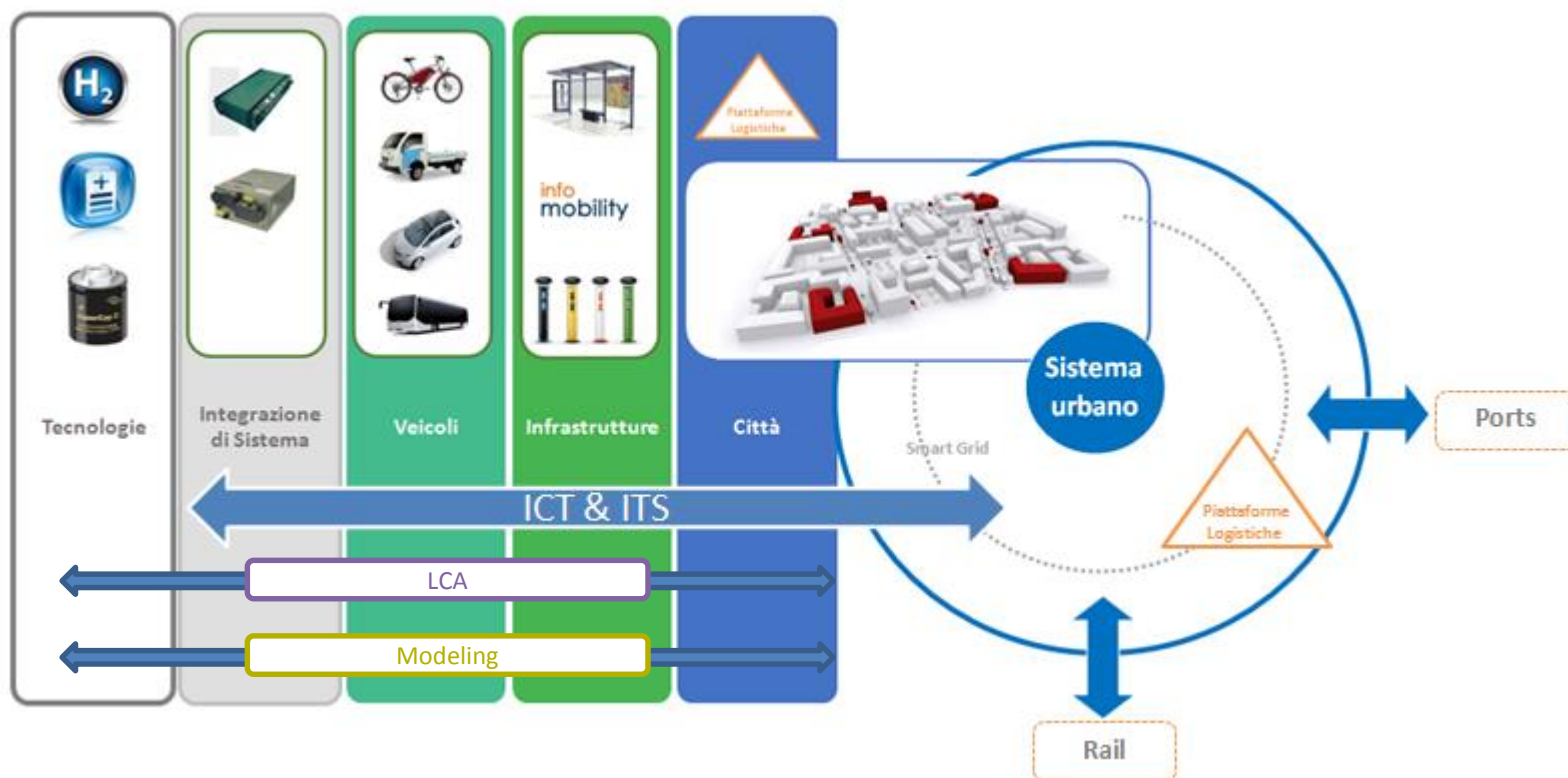 H2
Piattaforme
Logistiche
info
mobility
Tecnologie
Integrazione
di Sistema
Veicoli
Infrastrutture
Città
Sistema
urbano
Smart Grid
Ports
ICT & ITS
Piattaforme
Logistiche
LCA
Modeling
Rail